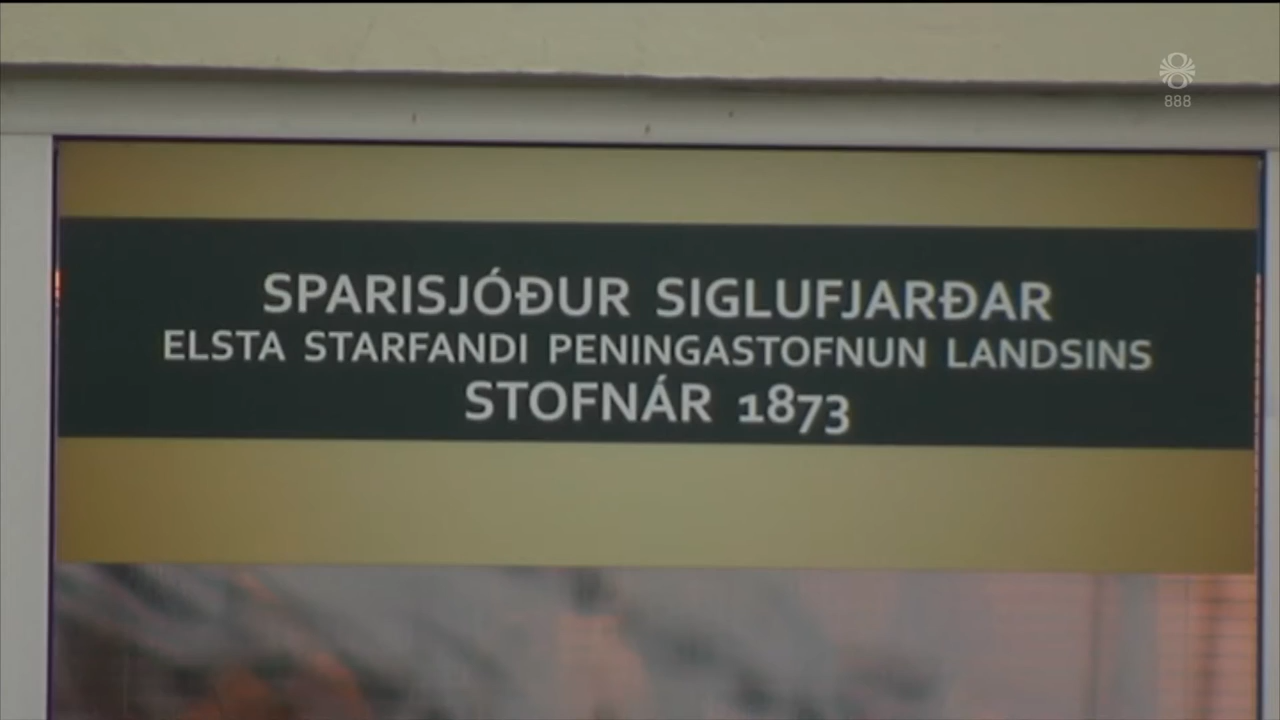 888
SPARISJÓÐUR SIGLUFJARÐAR
ELSTA STARFANDI PENINGASTOFNUN LANDSINS
STOFNÁR 1873